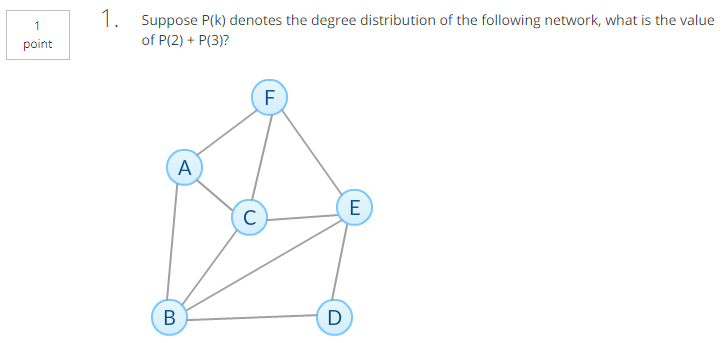 1
point
1. Suppose P(k) denotes the degree distribution of the following network, what is the value
of P(2) + P(3)?
F
A
E
C
B
D